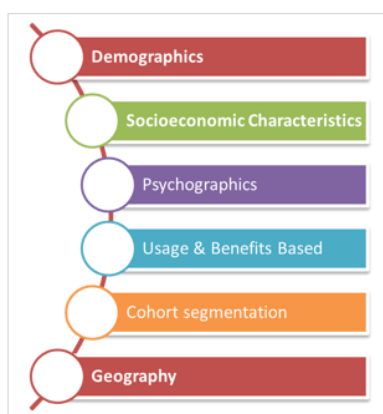 Demographics
Socioeconomic Characteristics
Psychographics
Usage & Benefits Based
Cohort segmentation
Geography